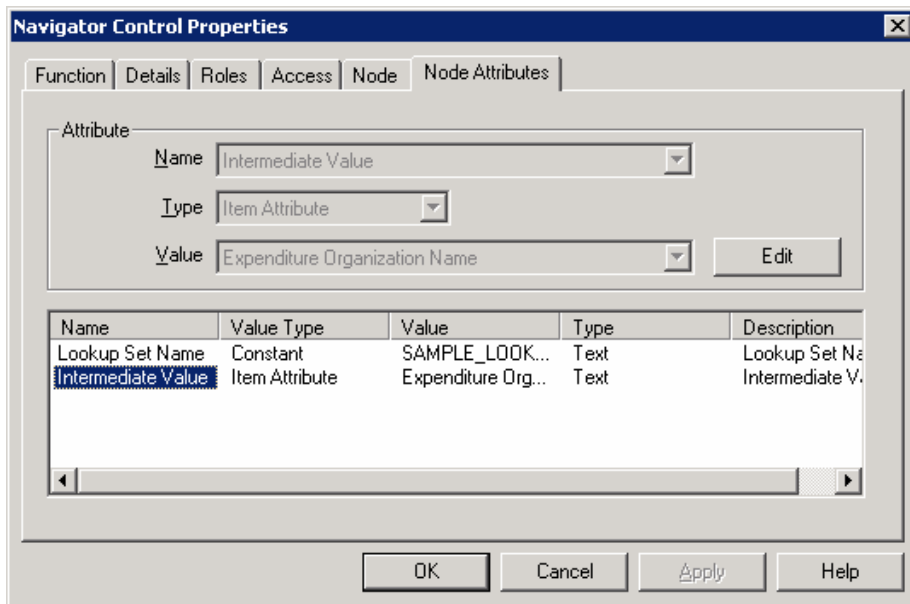 Navigator Control Properties
Function Details Roles Access Node Node Attributes
Attribute
Name Intermediate Value
Type Item Attribute
Value Expenditure Organization Name Edit
Name Value Type Value Type Description
Lookup Set Name Constant SAMPLE_LOOK... Text Lookup Set Na
Intermediate Value Item Attribute Expenditure Org... Text Intermediate V
OK Cancel Apply Help